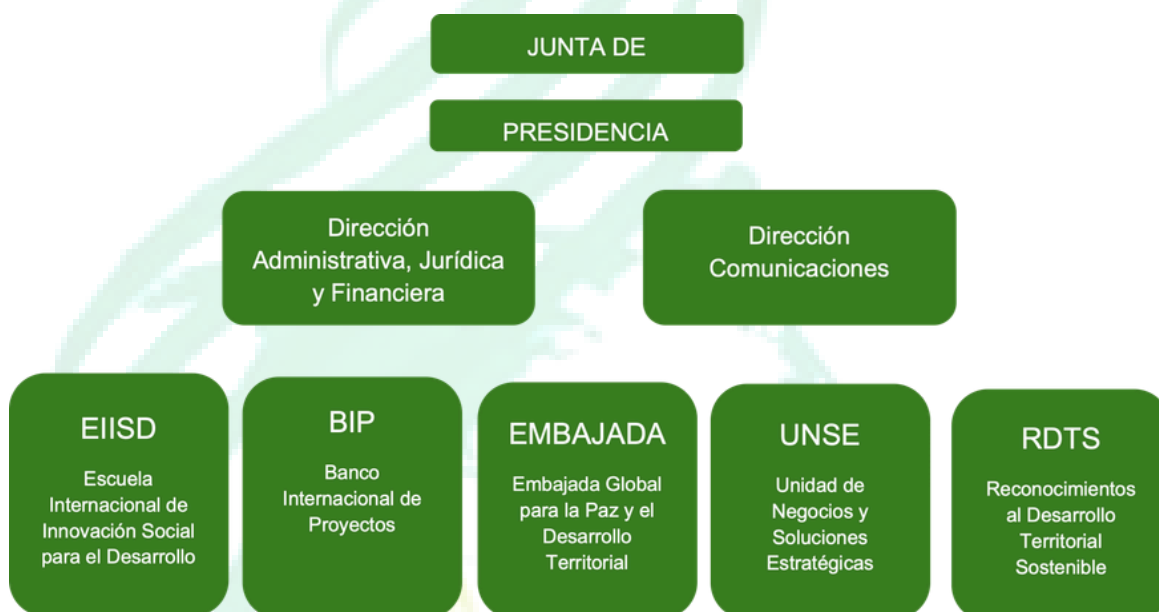 JUNTA DE
PRESIDENCIA
Dirección
Administrativa, Jurídica
y Financiera
Dirección
Comunicaciones
EIISD
Escuela
Internacional de
Innovación Social
para el Desarrollo
BIP
Banco
Internacional de
Proyectos
EMBAJADA
Embajada Global
para la Paz y el
Desarrollo
Territorial
UNSE
Unidad de
Negocios y
Soluciones
Estratégicas
RDTS
Reconocimientos
al Desarrollo
Territorial
Sostenible